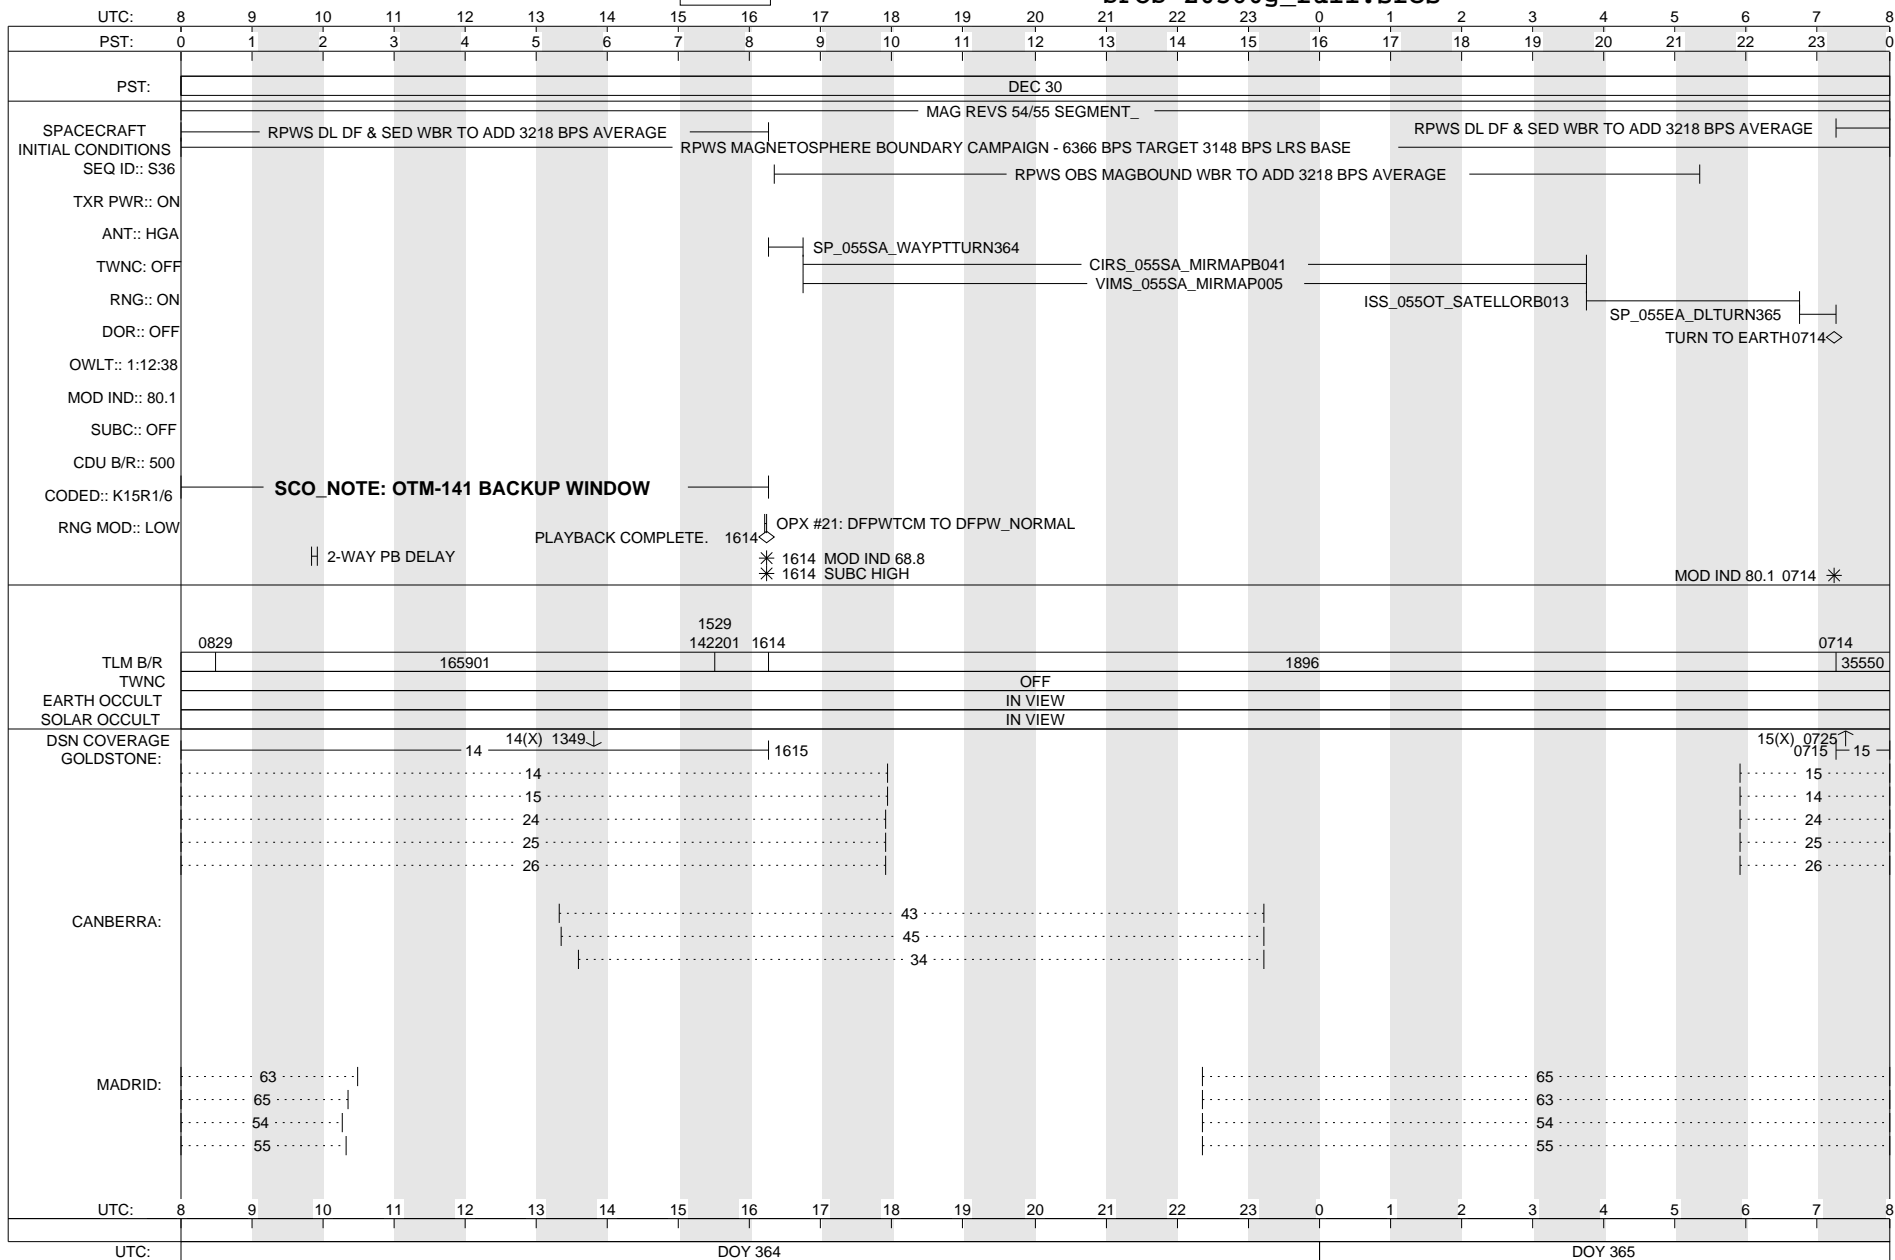 UTC: 8 9 10 11 12 13 14 15 16 17 18 19 20 21 22 23 0 1 2 3 4 5 6 7 8
PST: 0 1 2 3 4 5 6 7 8 9 10 11 12 13 14 15 16 17 18 19 20 21 22 23 0
PST: DEC 30
MAG REVS 54/55 SEGMENT_
SPACECRAFT RPWS DL DF & SED WBR TO ADD 3218 BPS AVERAGE RPWS DL DF & SED WBR TO ADD 3218 BPS AVERAGE
INITIAL CONDITIONS RPWS MAGNETOSPHERE BOUNDARY CAMPAIGN - 6366 BPS TARGET 3148 BPS LRS BASE
SEQ ID:: S36 RPWS OBS MAGBOUND WBR TO ADD 3218 BPS AVERAGE
TXR PWR:: ON
ANT:: HGA
SP_055SA_WAYPTTURN364
TWNC: OFF CIRS_055SA_MIRMAPB041
VIMS_055SA_MIRMAP005
RNG:: ON ISS_055OT_SATELLORB013
SP_055EA_DLTURN365
DOR:: OFF TURN TO EARTH 0714
OWLT:: 1:12:38
MOD IND:: 80.1
SUBC:: OFF
CDU B/R:: 500
SCO_NOTE: OTM-141 BACKUP WINDOW
CODED:: K15R1/6
RNG MOD:: LOW OPX #21: DFPWTCM TO DFPW_NORMAL
PLAYBACK COMPLETE. 1614
2-WAY PB DELAY 1614 MOD IND 68.8
1614 SUBC HIGH MOD IND 80.1 0714
1529
0829 142201 1614 0714
TLM B/R 165901 1896 35550
TWNC OFF
EARTH OCCULT IN VIEW
SOLAR OCCULT IN VIEW
DSN COVERAGE 14(X) 1349 15(X) 0725
GOLDSTONE: 14 1615 0715 15
14 15
15 14
24 24
25 25
26 26
CANBERRA: 43
45
34
MADRID: 63 65
65 63
54 54
55 55
UTC: 8 9 10 11 12 13 14 15 16 17 18 19 20 21 22 23 0 1 2 3 4 5 6 7 8
UTC: DOY 364 DOY 365